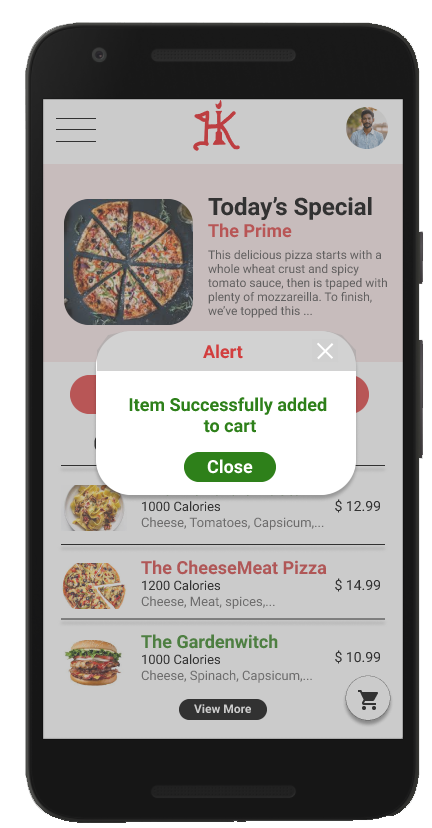 HK
Today's Special
The Prime
This delicious pizza starts with a
whole wheat crust and spicy
tomato sauce, then is tpaped with
plenty of mozzareilla. To finish,
we've topped this ...
Alert
Item Successfully added
to cart
Close
1000 Calories
$ 12.99
Cheese, Tomatoes, Capsicum,...
The CheeseMeat Pizza
1200 Calories
$ 14.99
Cheese, Meat, spices,...
The Gardenwitch
1000 Calories
$ 10.99
Cheese, Spinach, Capsicum,...
View More